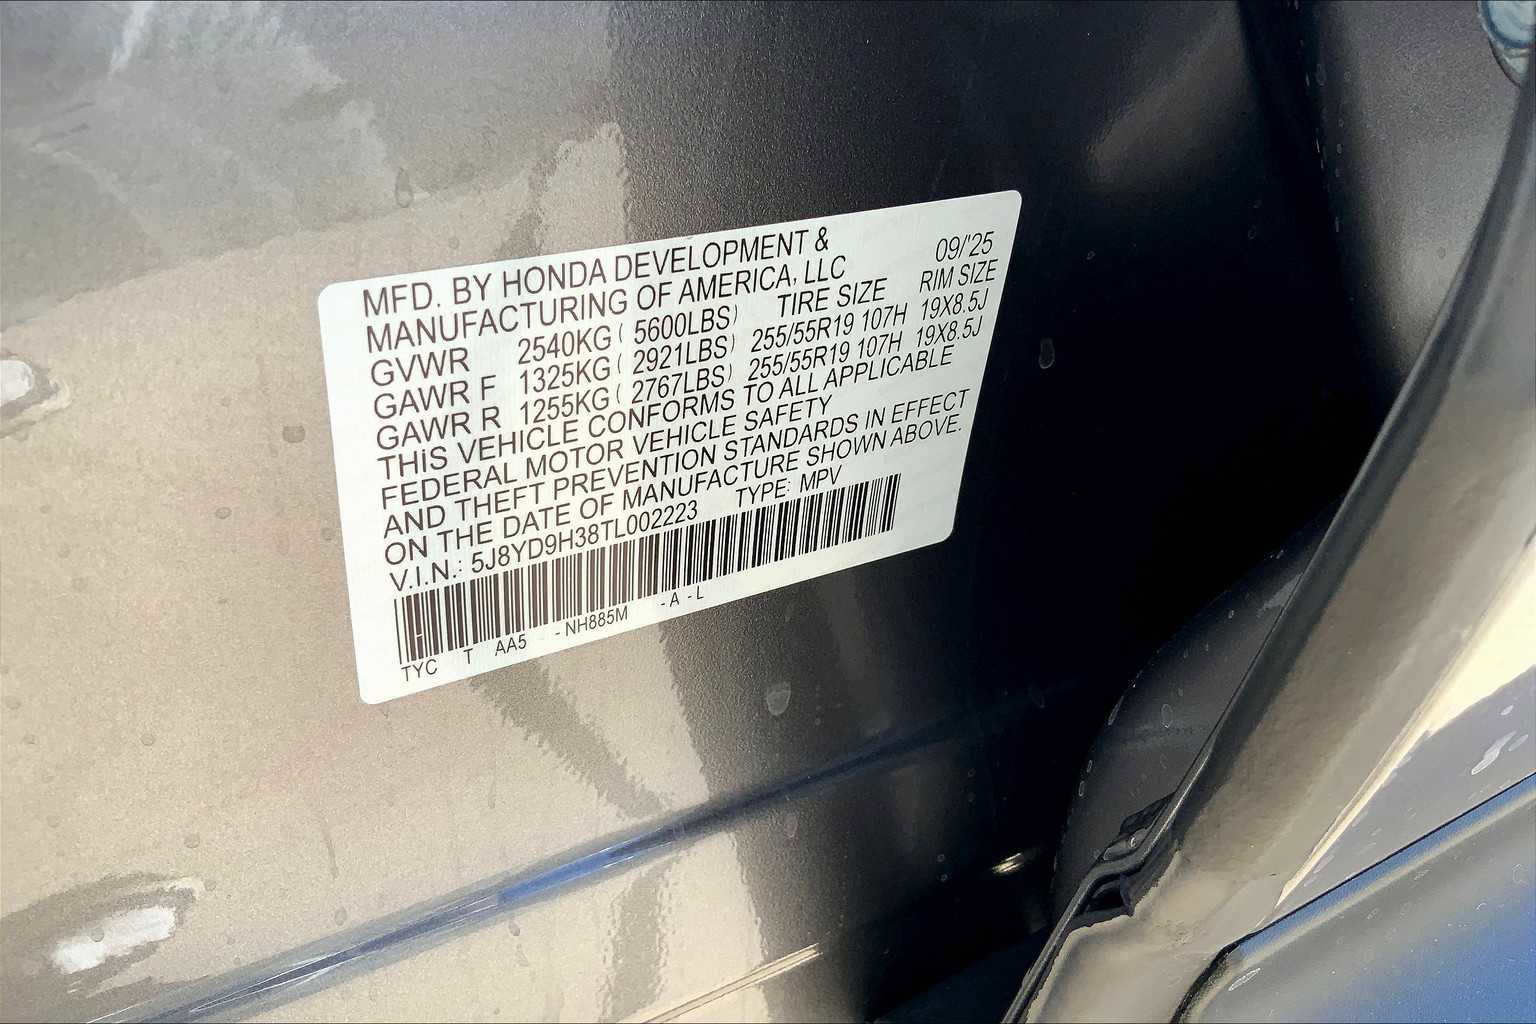 MFD. BY HONDA DEVELOPMENT &
MANUFACTURING OF AMERICA, LLC 09/'25
GVWR 2540KG ( 5600LBS) TIRE SIZE RIM SIZE
GAWR F 1325KG ( 2921LBS) 255/55R19 107H 19X8.5J
GAWR R 1255KG ( 2767LBS) 255/55R19 107H 19X8.5J
THIS VEHICLE CONFORMS TO ALL APPLICABLE
FEDERAL MOTOR VEHICLE SAFETY
AND THEFT PREVENTION STANDARDS IN EFFECT
ON THE DATE OF MANUFACTURE SHOWN ABOVE.
V.I.N.: 5J8YD9H38TL002223 TYPE: MPV
TYC T AA5 - NH885M - A - L